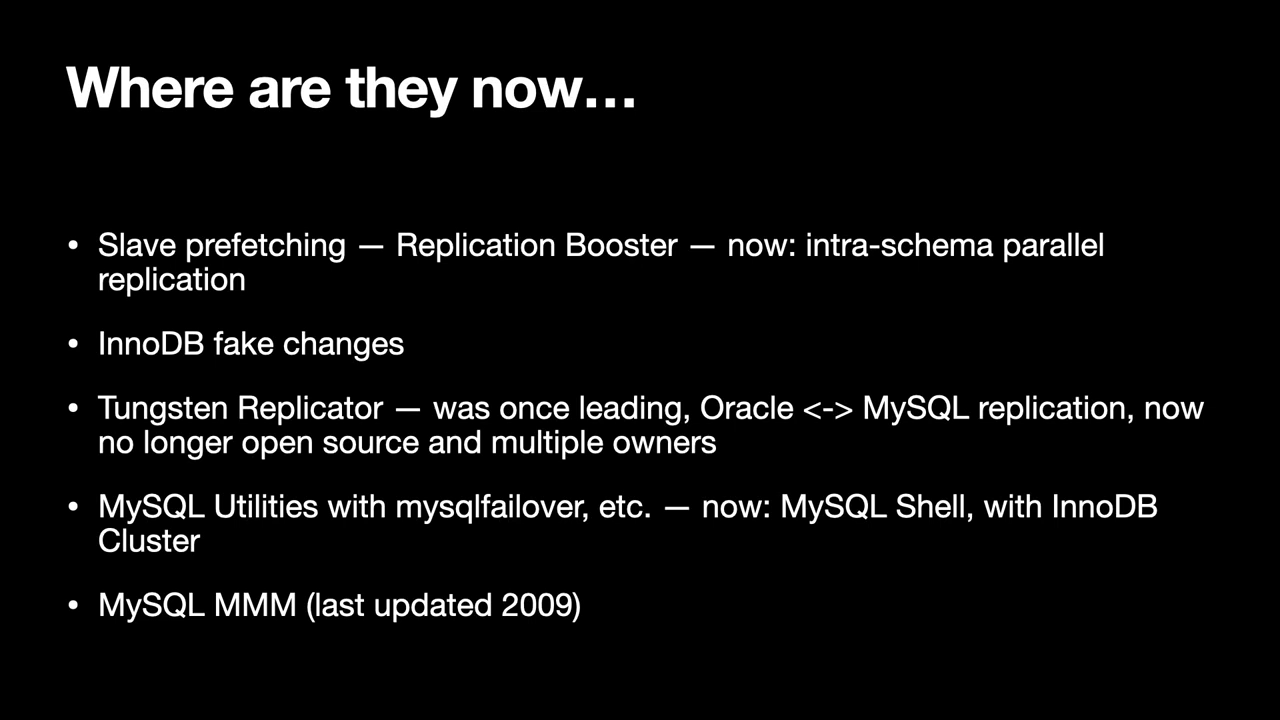 Where are they now…
• Slave prefetching — Replication Booster — now: intra-schema parallel
replication
• InnoDB fake changes
• Tungsten Replicator — was once leading, Oracle <-> MySQL replication, now
no longer open source and multiple owners
• MySQL Utilities with mysqlfailover, etc. — now: MySQL Shell, with InnoDB
Cluster
• MySQL MMM (last updated 2009)